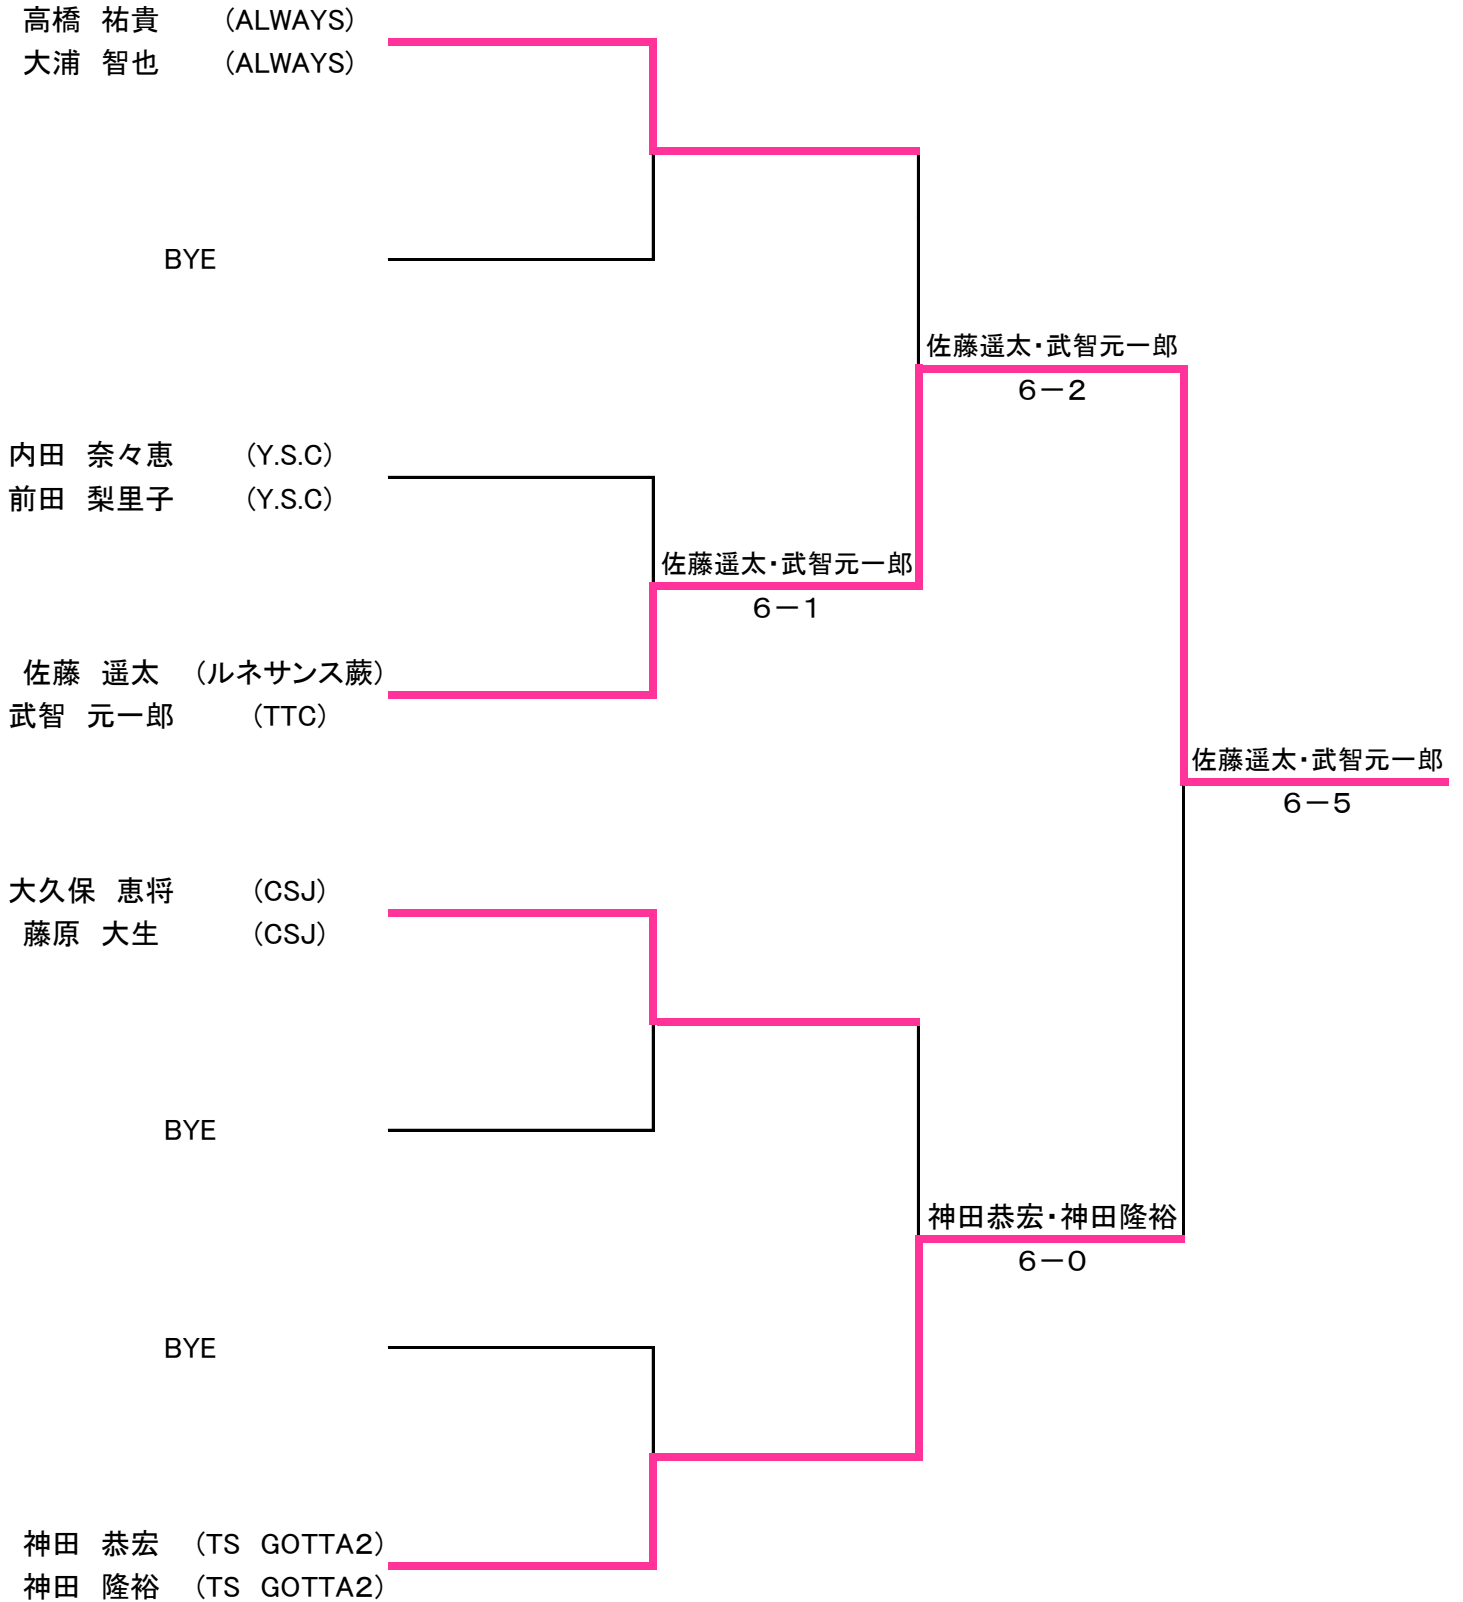 高橋　祐貴　(ALWAYS)
大浦　智也　(ALWAYS)
BYE
佐藤遥太・武智元一郎
６－２
内田　奈々恵　(Y.S.C)
前田　梨里子　(Y.S.C)
佐藤遥太・武智元一郎
６－１
佐藤　遥太　(ルネサンス蕨)
武智　元一郎　(TTC)
佐藤遥太・武智元一郎
６－５
大久保　恵将　(CSJ)
藤原　大生　(CSJ)
BYE
神田恭宏・神田隆裕
６－０
BYE
神田　恭宏　(TS　GOTTA２)
神田　隆裕　(TS　GOTTA２)